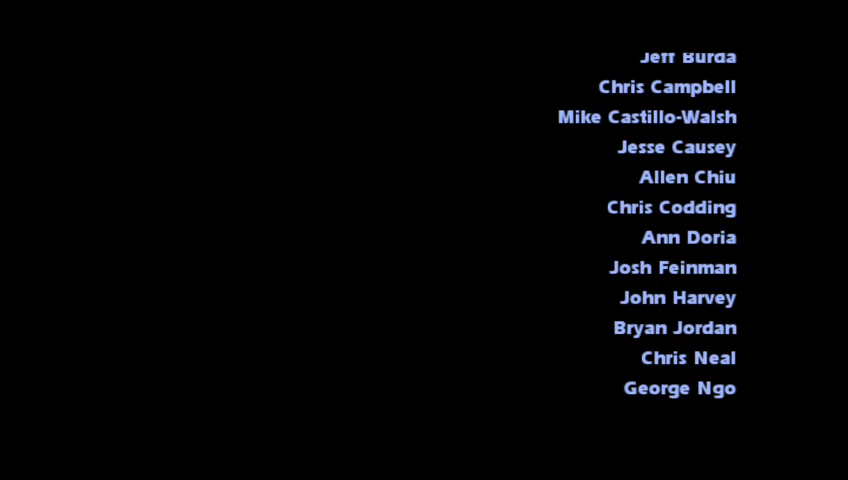 Jeff Burda
Chris Campbell
Mike Castillo-Walsh
Jesse Causey
Allen Chiu
Chris Codding
Ann Doria
Josh Feinman
John Harvey
Bryan Jordan
Chris Neal
George Ngo